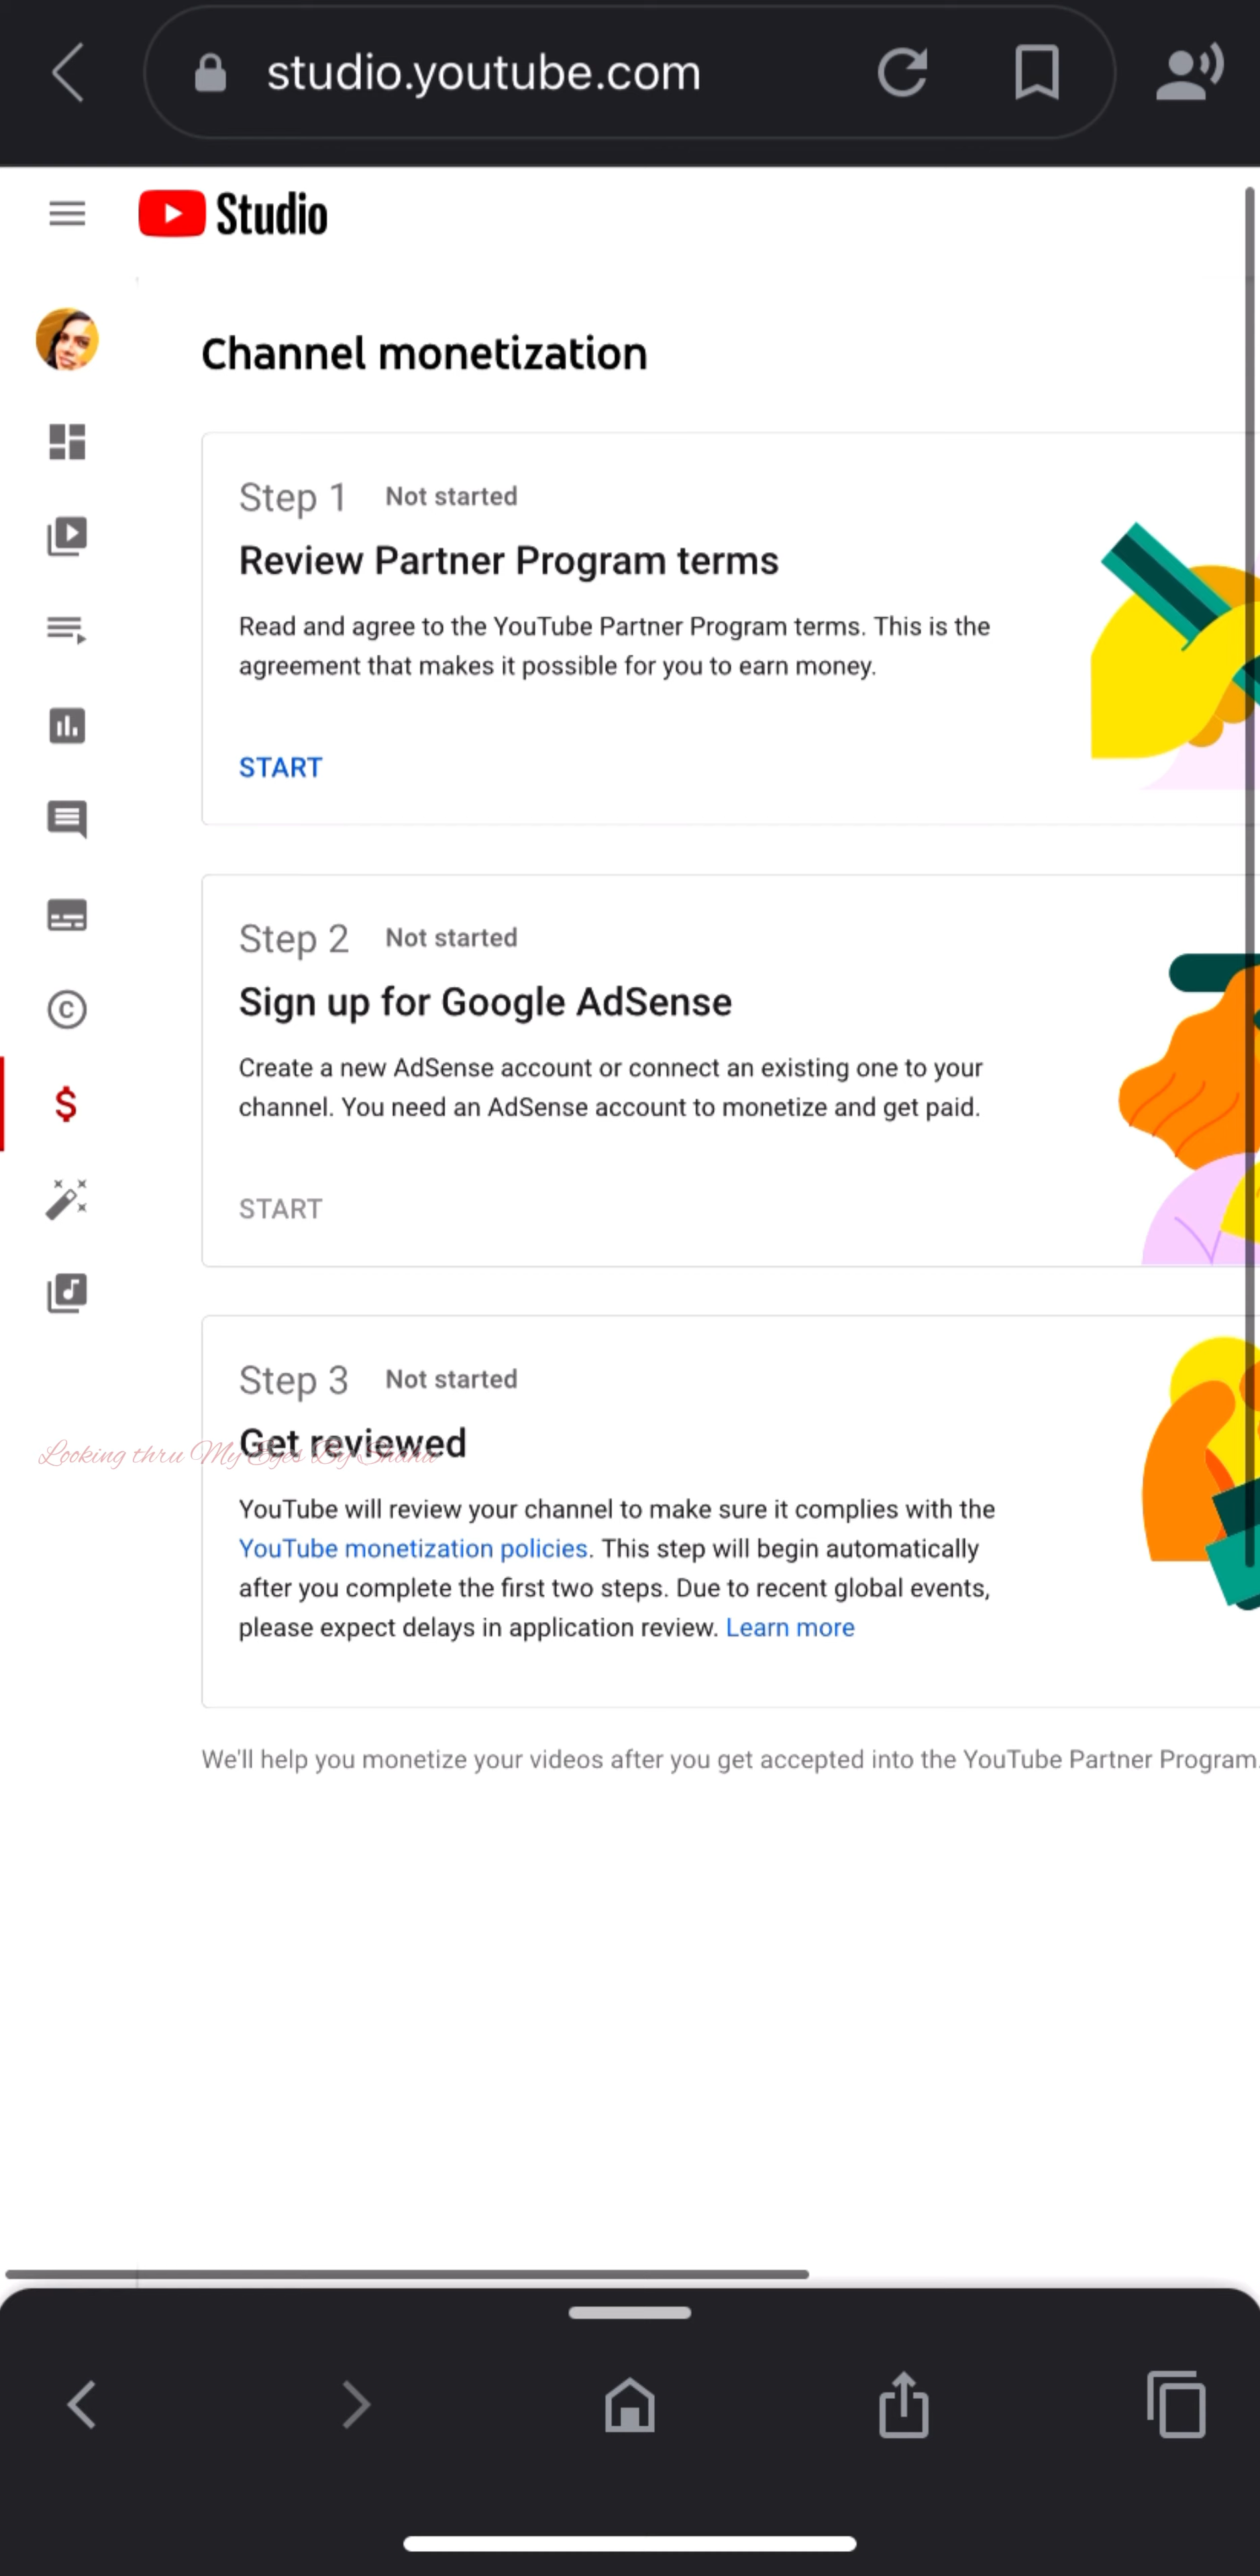 studio.youtube.com
Studio
Channel monetization
Step 1 Not started
Review Partner Program terms
Read and agree to the YouTube Partner Program terms. This is the
agreement that makes it possible for you to earn money.
START
Step 2 Not started
Sign up for Google AdSense
Create a new AdSense account or connect an existing one to your
channel. You need an AdSense account to monetize and get paid.
START
Step 3 Not started
Get reviewed
Looking thru My Eyes By
YouTube will review your channel to make sure it complies with the
YouTube monetization policies. This step will begin automatically
after you complete the first two steps. Due to recent global events,
please expect delays in application review. Learn more
We'll help you monetize your videos after you get accepted into the YouTube Partner Program.